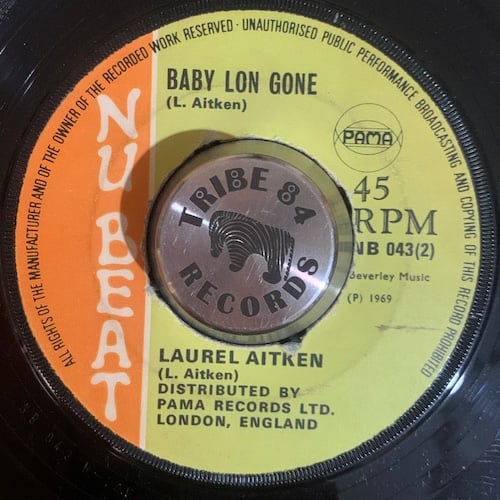 ALL RIGHTS OF THE MANUFACTURER AND OF THE OWNER OF THE RECORDED WORK RESERVED · UNAUTHORISED PUBLIC PERFORMANCE BROADCASTING AND COPYING OF THIS RECORD PROHIBITED
NU BEAT
BABY LON GONE
(L. Aitken)
PAMA
45
RPM
NB 043(2)
Beverley Music
(P) 1969
TRIBE 84
RECORDS
LAUREL AITKEN
(L. Aitken)
DISTRIBUTED BY
PAMA RECORDS LTD.
LONDON, ENGLAND